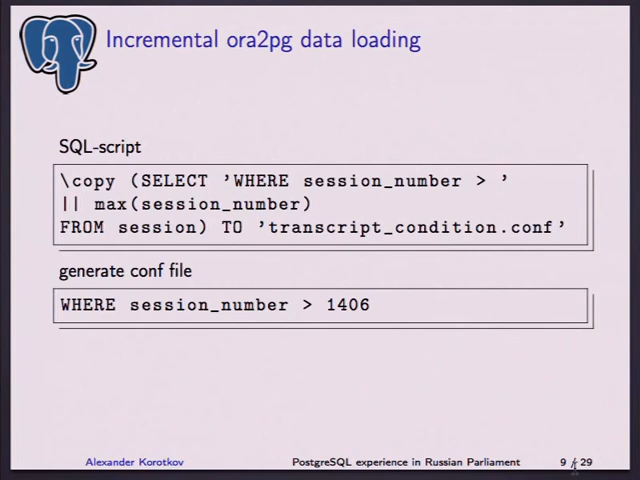 Incremental ora2pg data loading
SQL-script
\copy (SELECT 'WHERE session_number > '
|| max(session_number)
FROM session) TO 'transcript_condition.conf'
generate conf file
WHERE session_number > 1406
Alexander Korotkov PostgreSQL experience in Russian Parliament 9 / 29